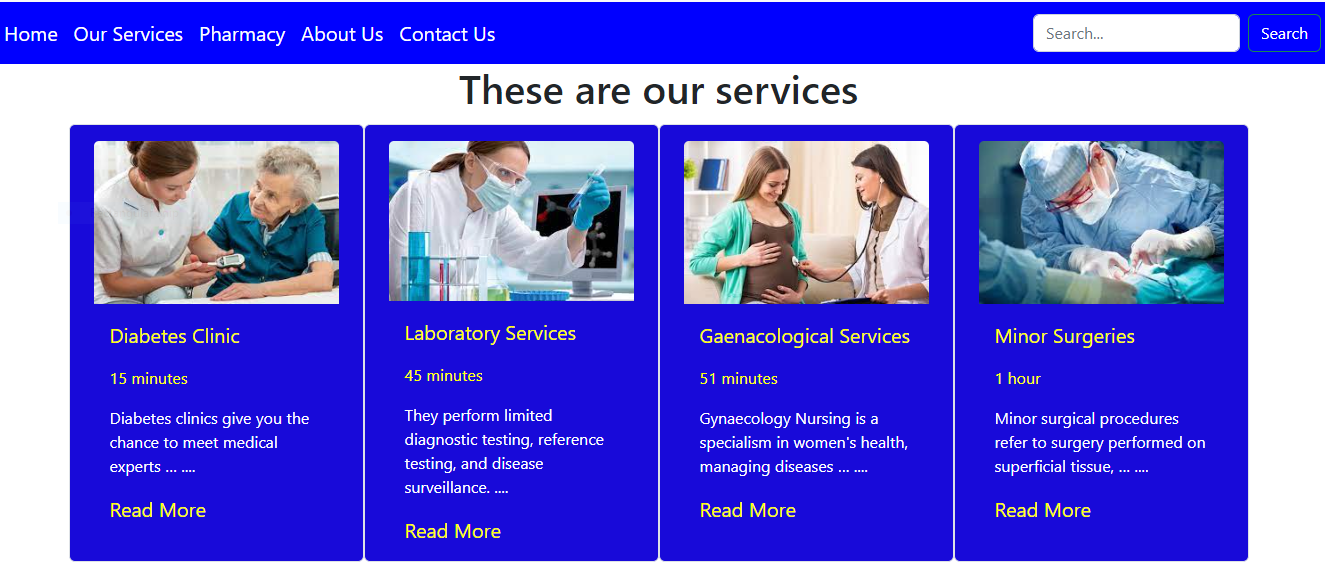 Home Our Services Pharmacy About Us Contact Us Search... Search
These are our services
Diabetes Clinic
15 minutes
Diabetes clinics give you the
chance to meet medical
experts ... ....
Read More
Laboratory Services
45 minutes
They perform limited
diagnostic testing, reference
testing, and disease
surveillance. ....
Read More
Gaenacological Services
51 minutes
Gynaecology Nursing is a
specialism in women's health,
managing diseases ... ....
Read More
Minor Surgeries
1 hour
Minor surgical procedures
refer to surgery performed on
superficial tissue, ... ....
Read More